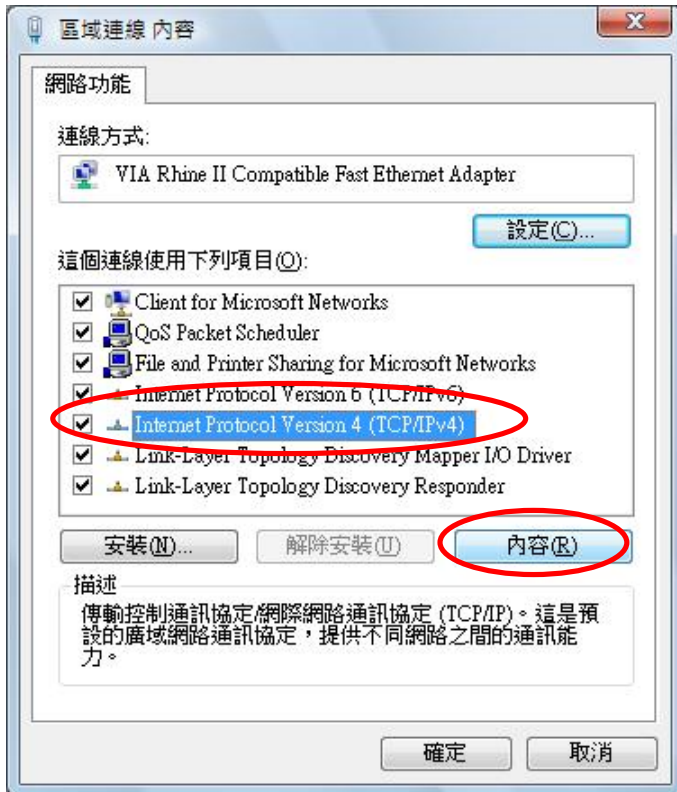 區域連線 內容
網路功能
連線方式:
VIA Rhine II Compatible Fast Ethernet Adapter
設定(C)...
這個連線使用下列項目(O):
Client for Microsoft Networks
QoS Packet Scheduler
File and Printer Sharing for Microsoft Networks
Internet Protocol Version 6 (TCP/IPv6)
Internet Protocol Version 4 (TCP/IPv4)
Link-Layer Topology Discovery Mapper I/O Driver
Link-Layer Topology Discovery Responder
安裝(N)...
解除安裝(U)
內容(R)
描述
傳輸控制通訊協定/網際網路通訊協定 (TCP/IP)。這是預
設的廣域網路通訊協定，提供不同網路之間的通訊能
力。
確定
取消